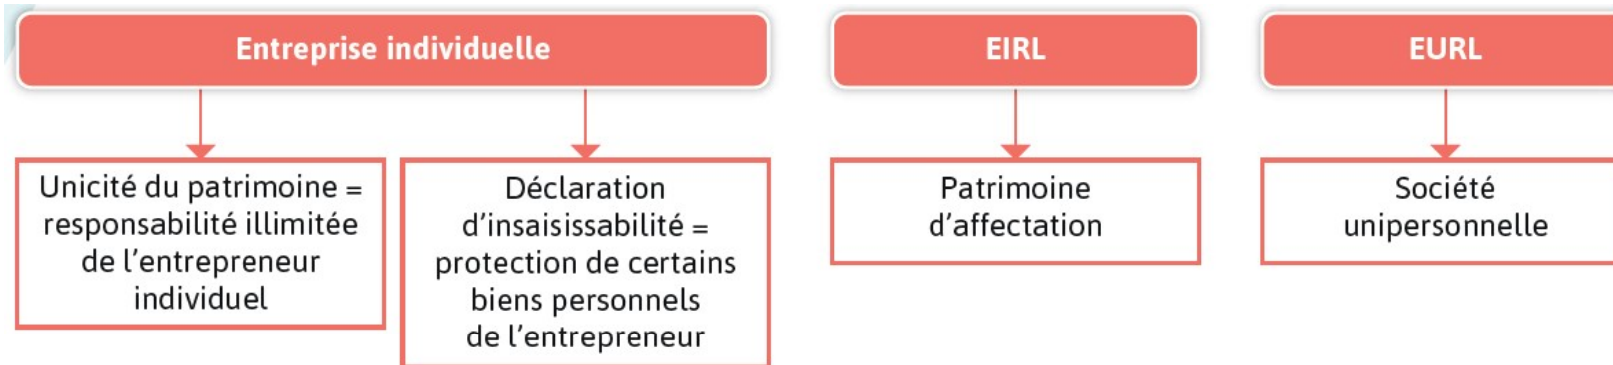 Entreprise individuelle
EIRL
EURL
Unicité du patrimoine =
responsabilité illimitée
de l’entrepreneur
individuel
Déclaration
d’insaisissabilité =
protection de certains
biens personnels
de l’entrepreneur
Patrimoine
d’affectation
Société
unipersonnelle